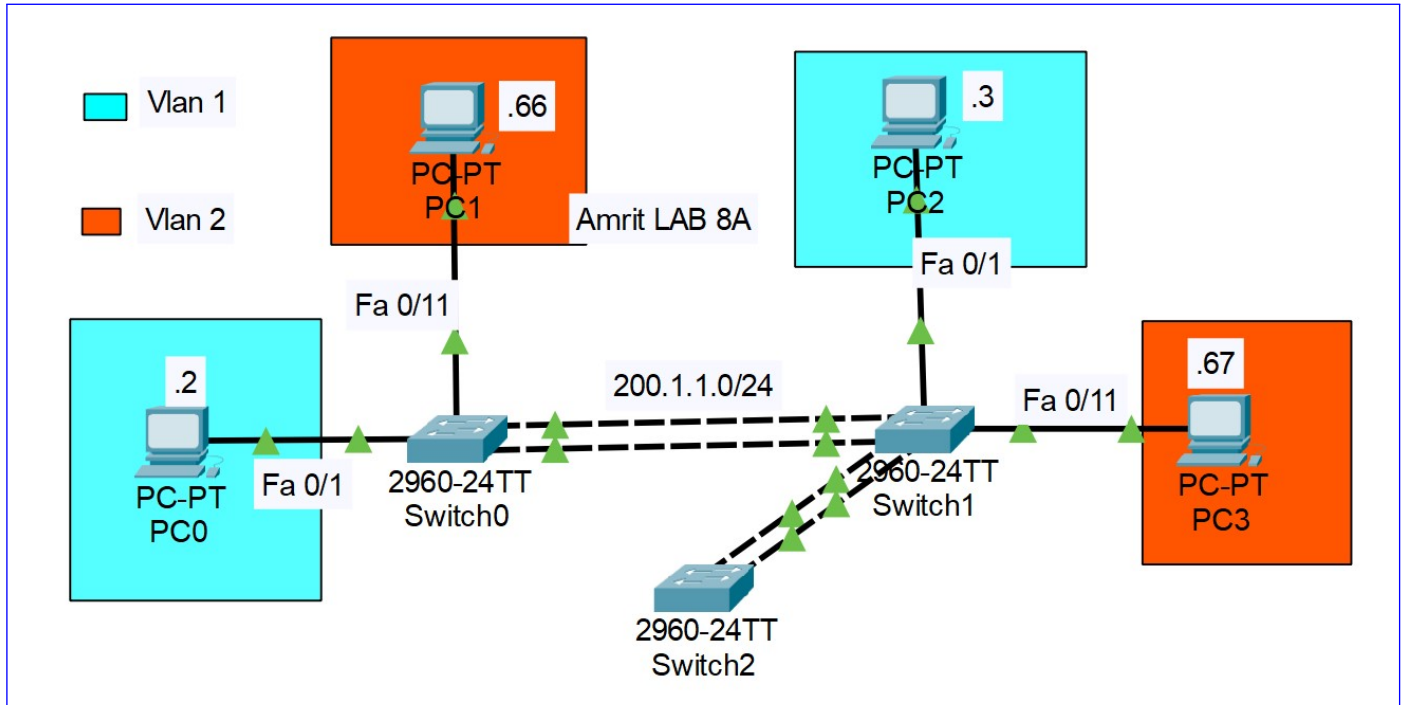 Vlan 1
.66
.3
PC-PT
PC1
PC-PT
PC2
Vlan 2
Amrit LAB 8A
Fa 0/1
Fa 0/11
.2
200.1.1.0/24
.67
Fa 0/11
PC-PT
PC0
Fa 0/1
2960-24TT
Switch0
2960-24TT
Switch1
PC-PT
PC3
2960-24TT
Switch2